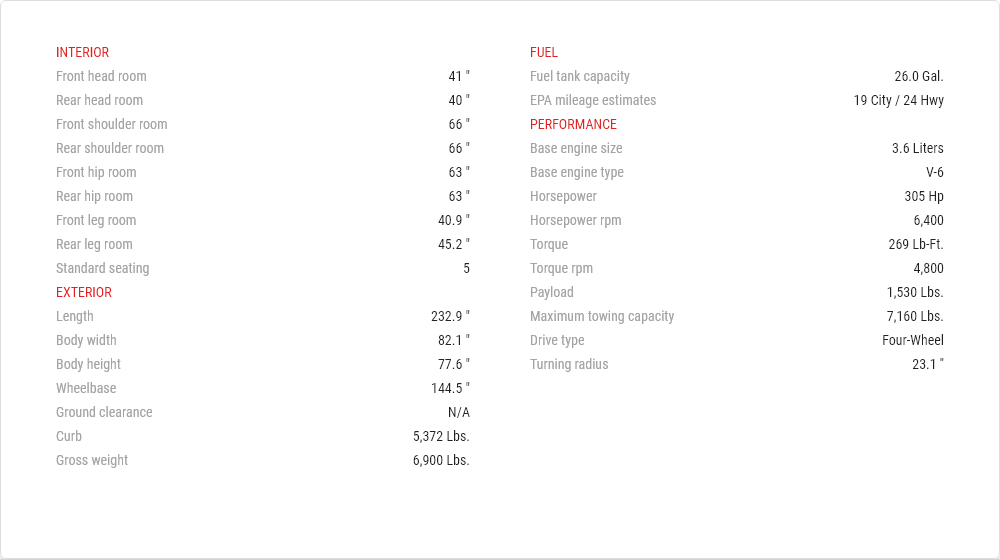 INTERIOR
Front head room 41 "
Rear head room 40 "
Front shoulder room 66 "
Rear shoulder room 66 "
Front hip room 63 "
Rear hip room 63 "
Front leg room 40.9 "
Rear leg room 45.2 "
Standard seating 5
EXTERIOR
Length 232.9 "
Body width 82.1 "
Body height 77.6 "
Wheelbase 144.5 "
Ground clearance N/A
Curb 5,372 Lbs.
Gross weight 6,900 Lbs.
FUEL
Fuel tank capacity 26.0 Gal.
EPA mileage estimates 19 City / 24 Hwy
PERFORMANCE
Base engine size 3.6 Liters
Base engine type V-6
Horsepower 305 Hp
Horsepower rpm 6,400
Torque 269 Lb-Ft.
Torque rpm 4,800
Payload 1,530 Lbs.
Maximum towing capacity 7,160 Lbs.
Drive type Four-Wheel
Turning radius 23.1 "